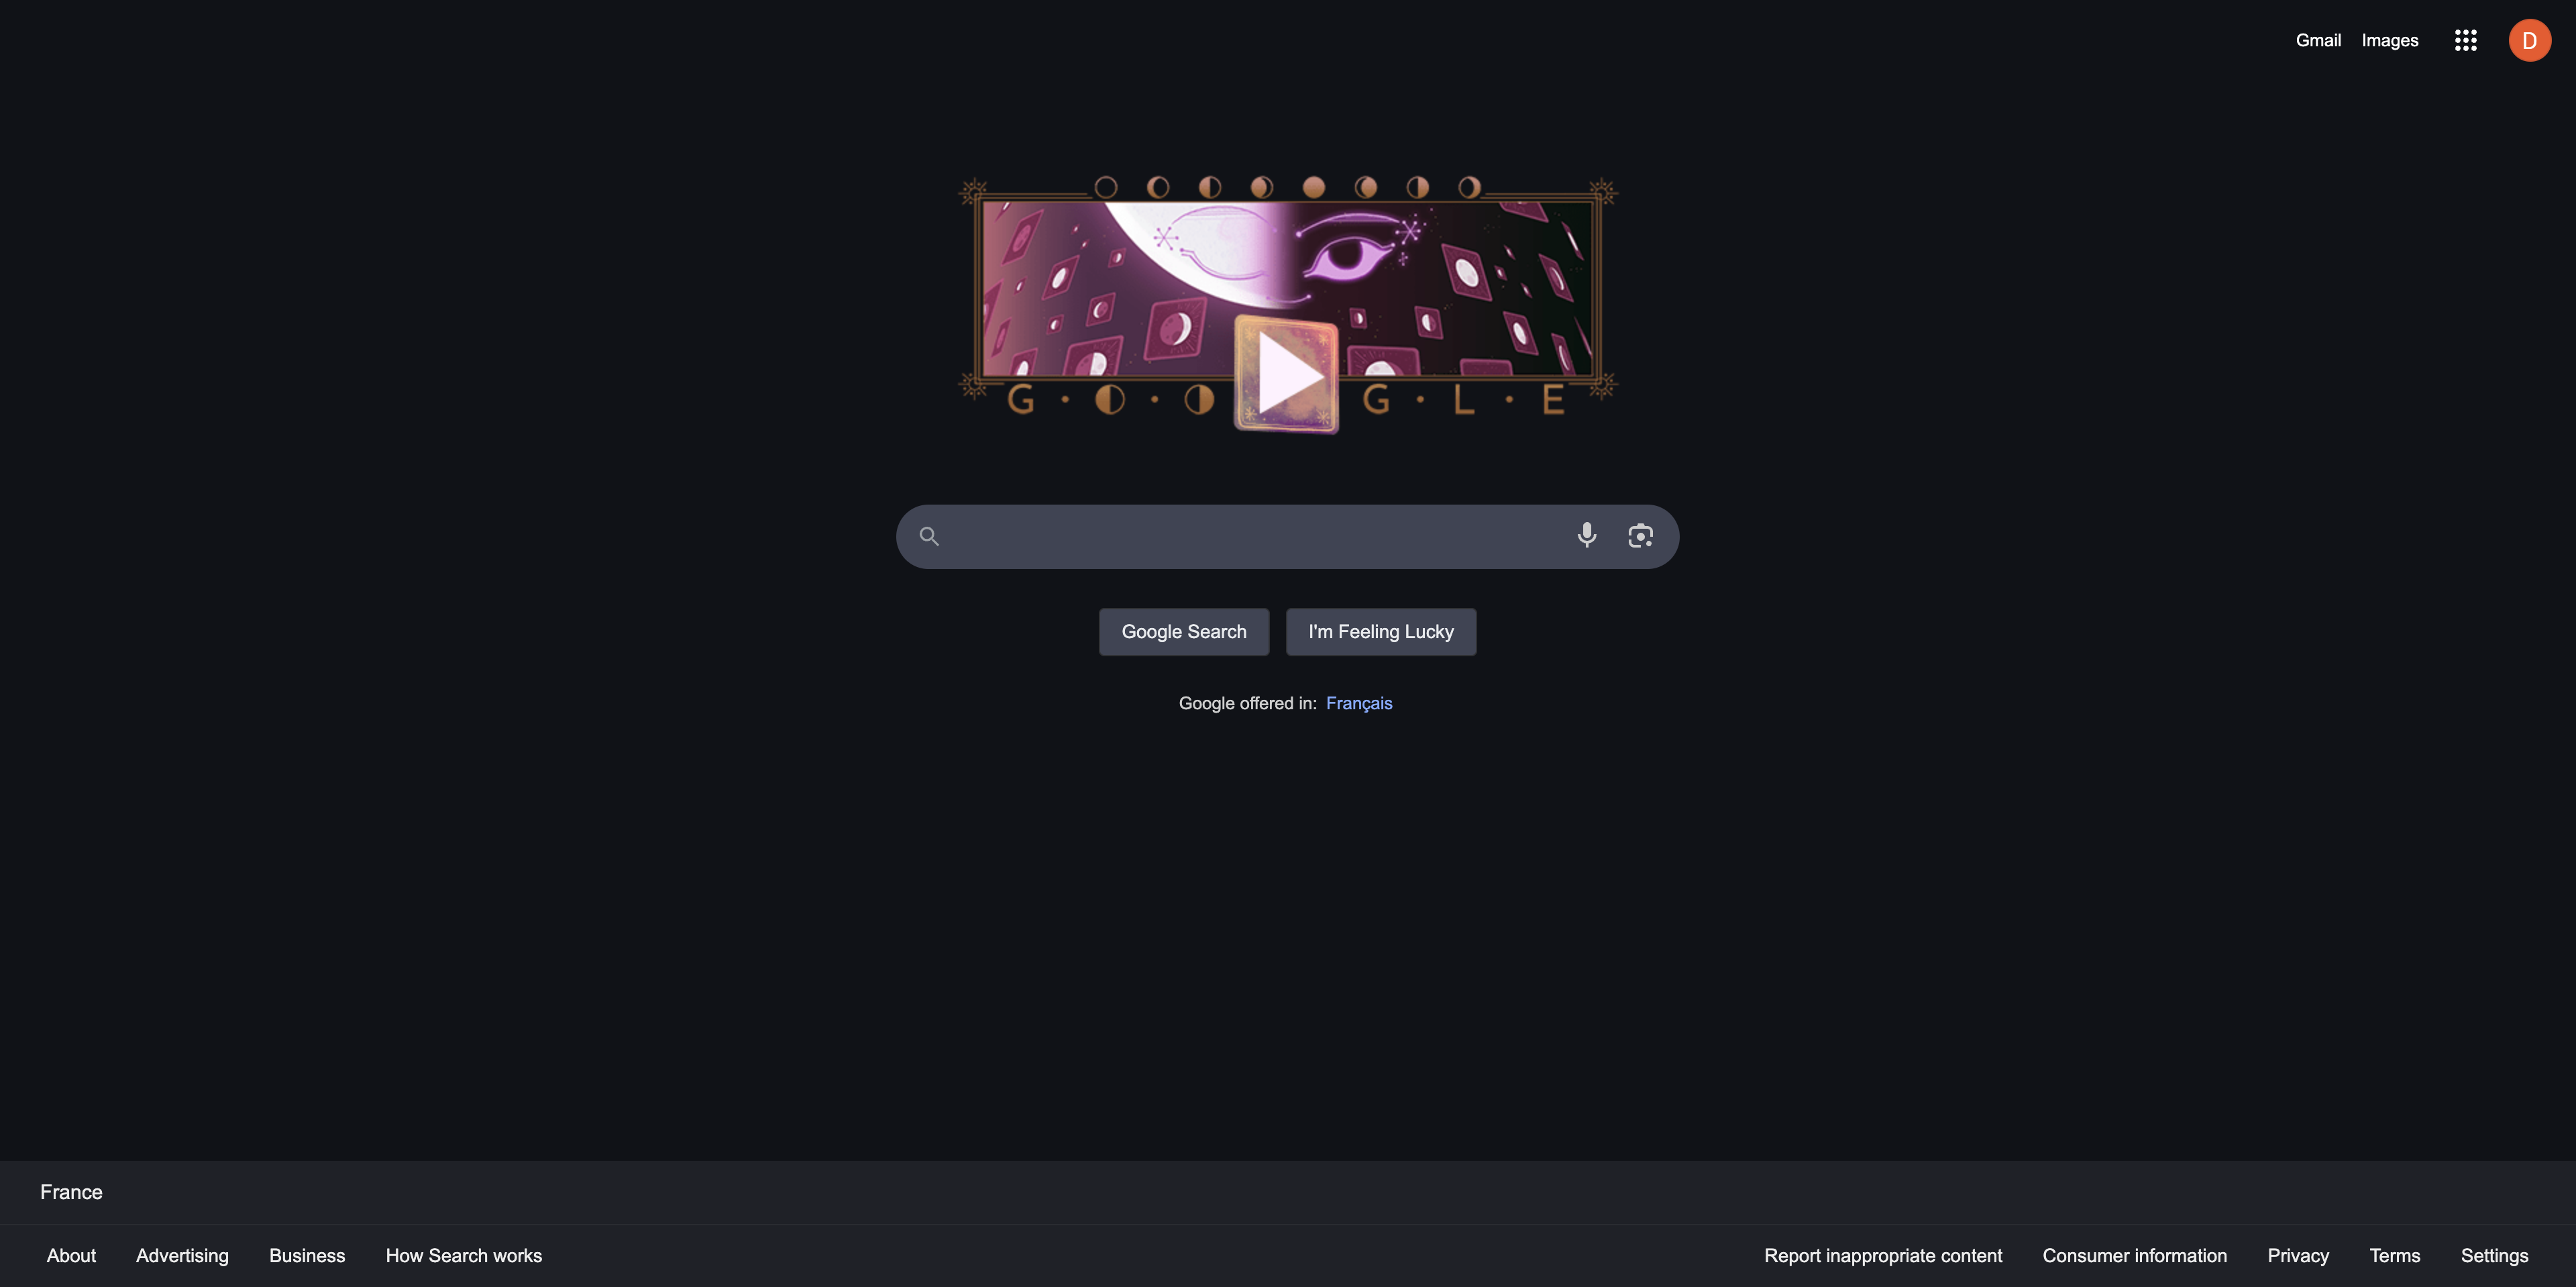 Gmail Images
D
G · O · O G · L · E
Google Search I'm Feeling Lucky
Google offered in: Français
France
About Advertising Business How Search works Report inappropriate content Consumer information Privacy Terms Settings